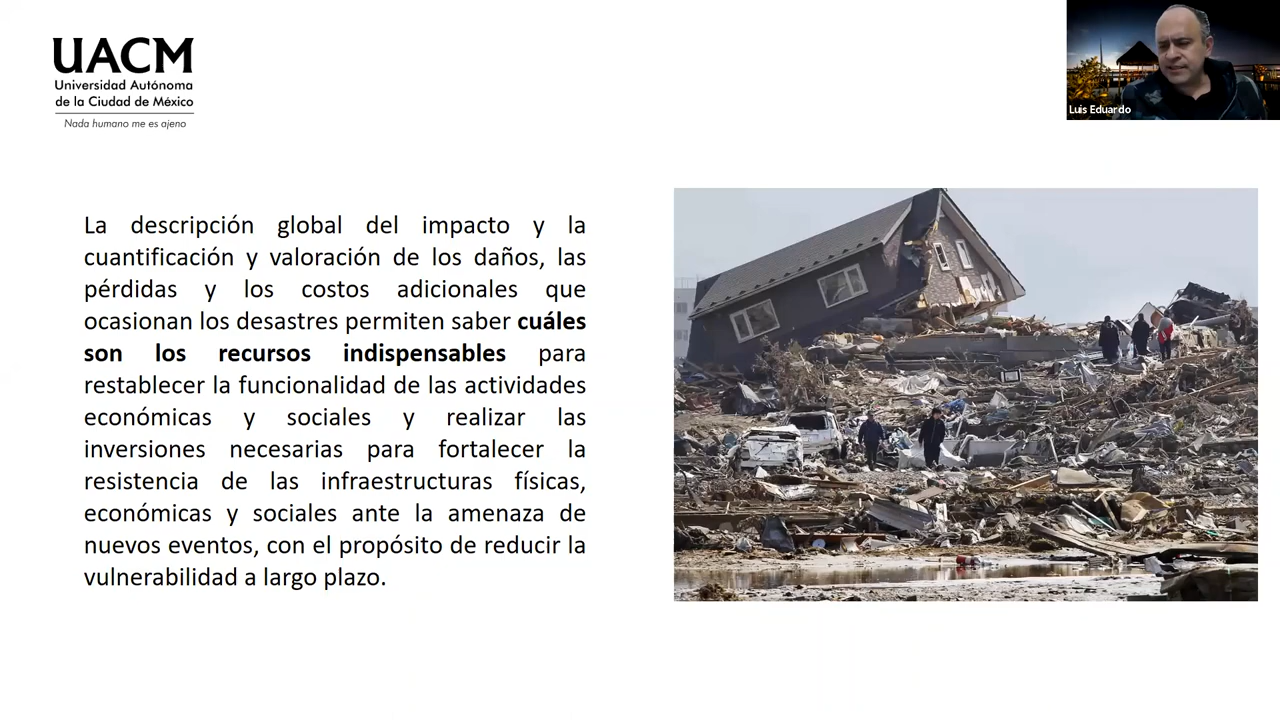 UACM
Universidad Autónoma
de la Ciudad de México
Nada humano me es ajeno
Luis Eduardo
La descripción global del impacto y la
cuantificación y valoración de los daños, las
pérdidas y los costos adicionales que
ocasionan los desastres permiten saber cuáles
son los recursos indispensables para
restablecer la funcionalidad de las actividades
económicas y sociales y realizar las
inversiones necesarias para fortalecer la
resistencia de las infraestructuras físicas,
económicas y sociales ante la amenaza de
nuevos eventos, con el propósito de reducir la
vulnerabilidad a largo plazo.